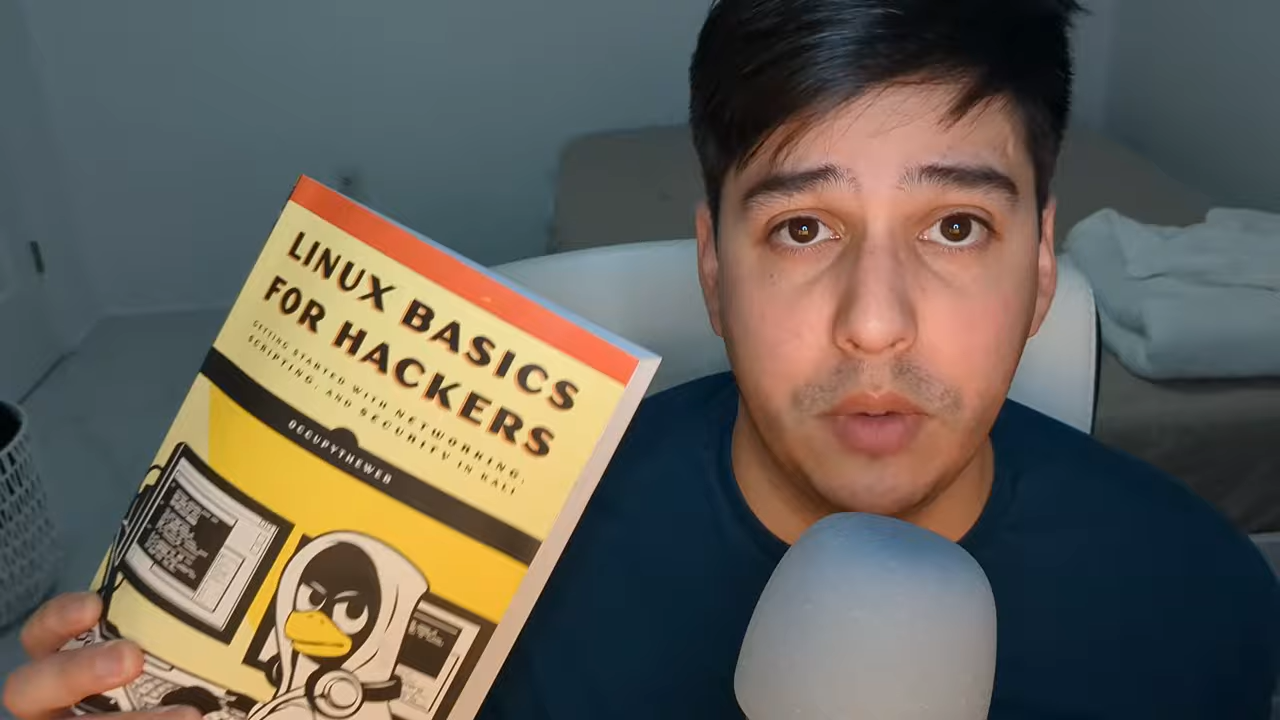 LINUX BASICS
FOR HACKERS
GETTING STARTED WITH NETWORKING,
SCRIPTING, AND SECURITY IN KALI
OCCUPYTHEWEB